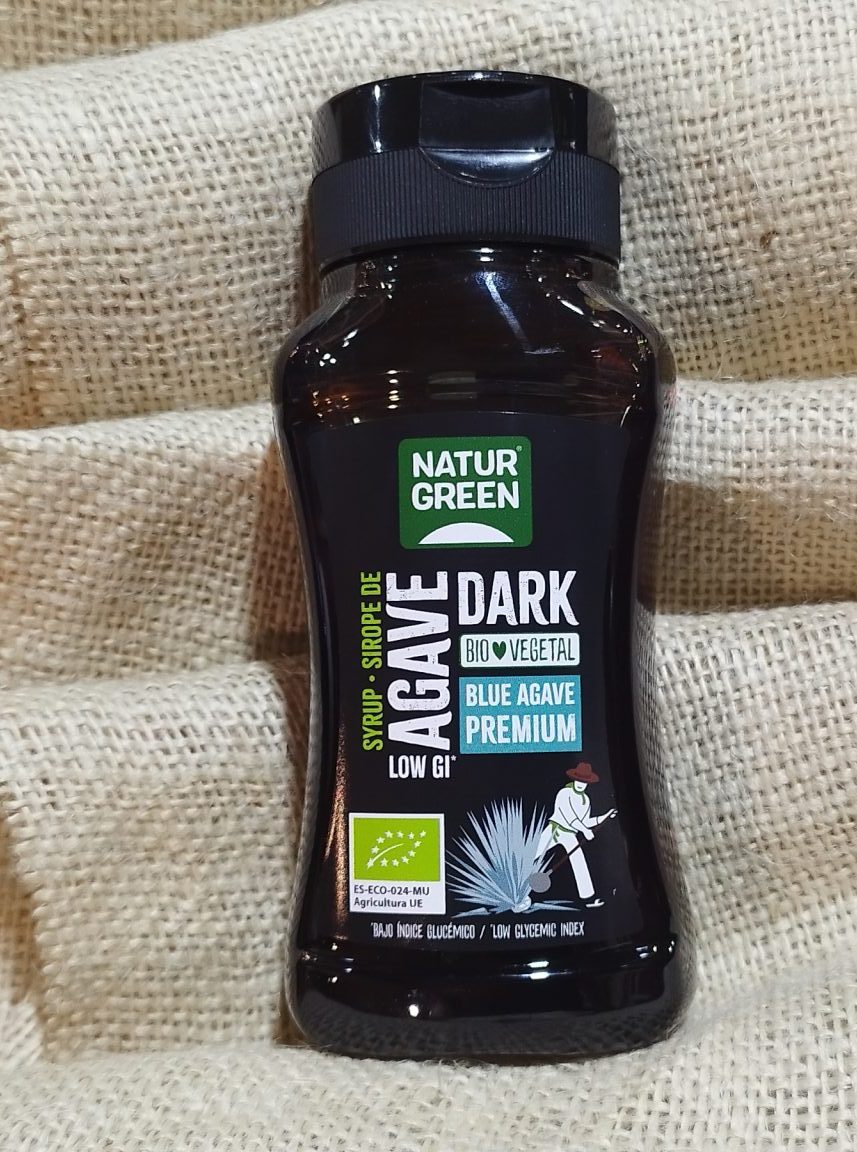 NATUR®
GREEN
SYRUP • SIROPE DE
AGAVE
DARK
BIO♥VEGETAL
BLUE AGAVE
PREMIUM
LOW GI*
ES-ECO-024-MU
Agricultura UE
*BAJO ÍNDICE GLUCÉMICO / *LOW GLYCEMIC INDEX